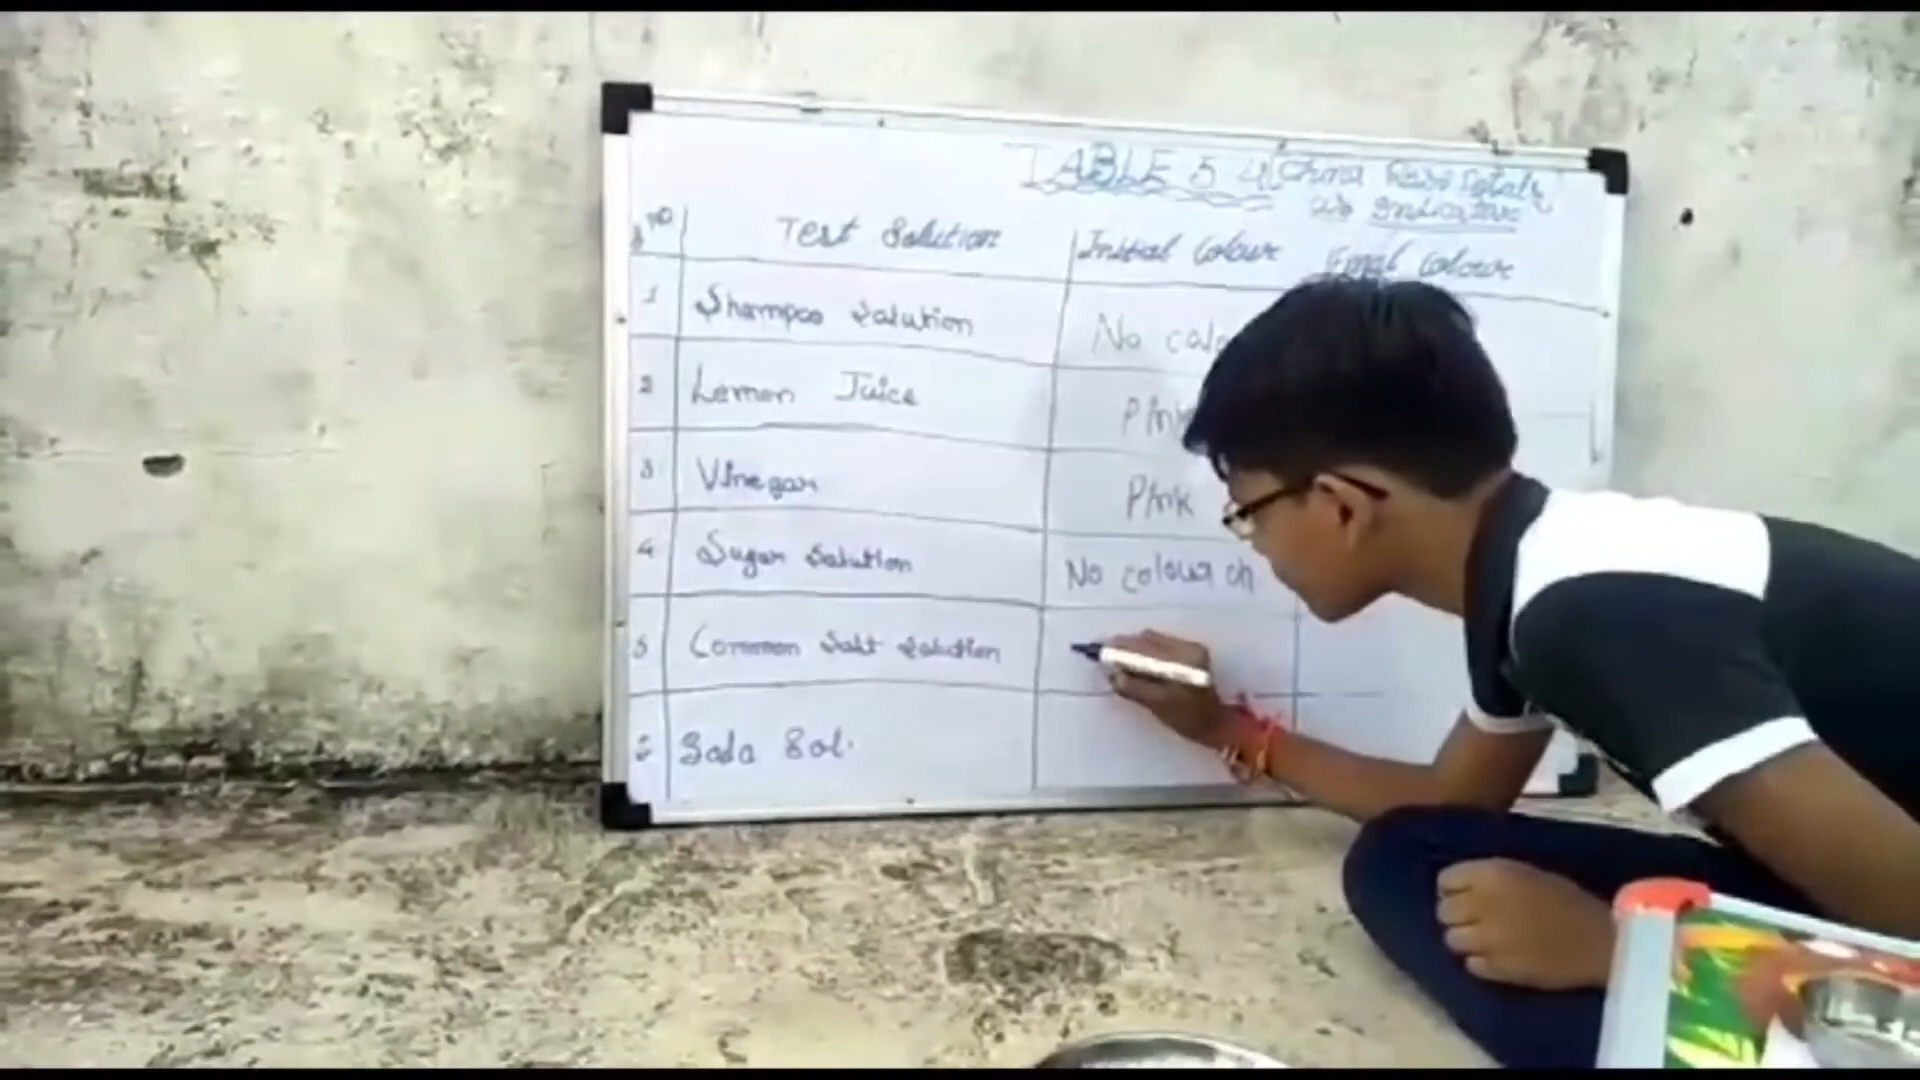 TABLE 5.4 China Rose Petals
as Indicator
S no Test Solution Initial Colour Final Colour
1 Shampoo Solution No colo
2 Lemon Juice Pink
3 Vinegar Pink
4 Sugar Solution No colour ch
5 Common Salt Solution
6 Soda Sol.